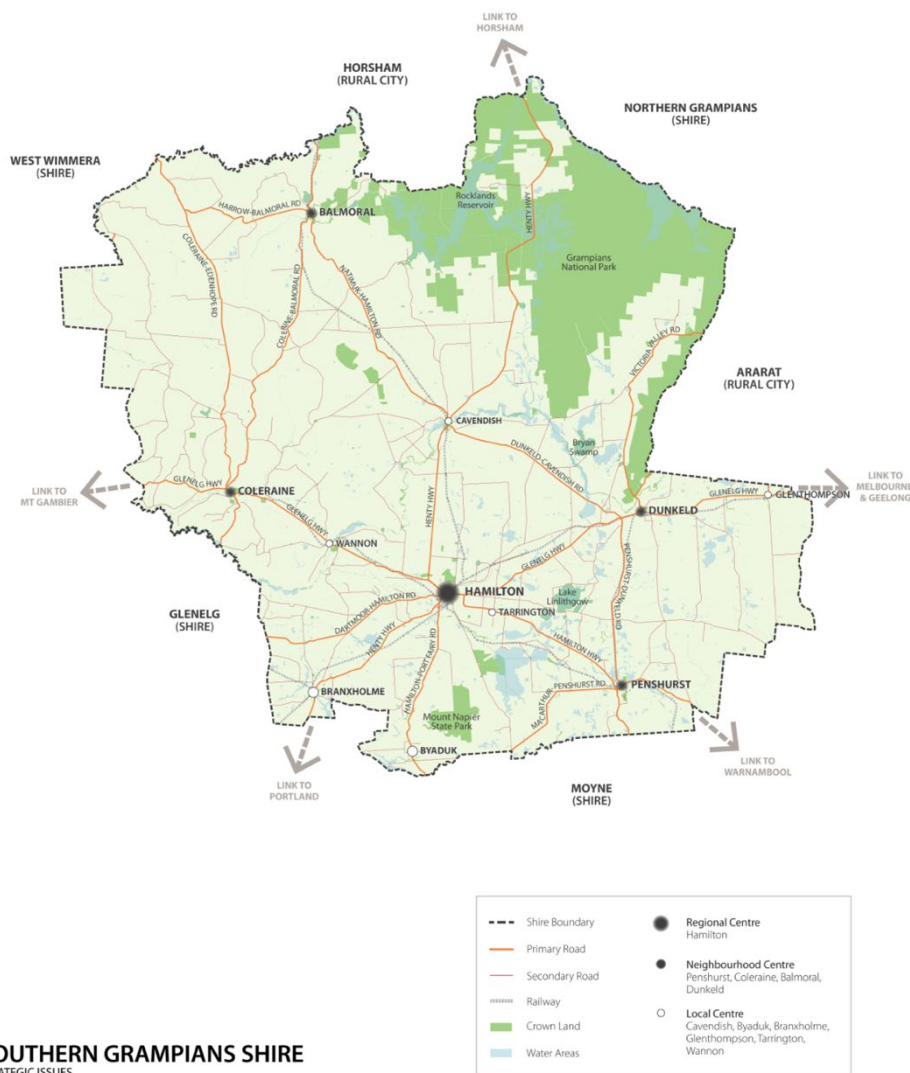 LINK TO
HORSHAM
HORSHAM
(RURAL CITY)
NORTHERN GRAMPIANS
(SHIRE)
WEST WIMMERA
(SHIRE)
Rocklands
Reservoir
HENTY HWY
HARROW-BALMORAL RD
BALMORAL
Grampians
National Park
COLERAINE-EDENHOPE RD
COLERINE-BALMORAL RD
NATIMUK-HAMILTON RD
VICTORIA VALLEY RD
ARARAT
(RURAL CITY)
CAVENDISH
Bryan
Swamp
DUNKELD-CAVENDISH RD
LINK TO
MT GAMBIER
GLENELG HWY
COLERAINE
HENTY HWY
GLENELG HWY
GLENTHOMPSON
LINK TO
MELBOURNE
& GEELONG
DUNKELD
GLENELG HWY
WANNON
GLENELG HWY
PENSHURST-DUNKELD RD
HAMILTON
Lake
Linlithgow
TARRINGTON
GLENELG
(SHIRE)
DARTMOOR-HAMILTON RD
HENTY HWY
HAMILTON-PORT FAIRY RD
HAMILTON HWY
BRANXHOLME
MACARTHUR-
PENSHURST RD
PENSHURST
Mount Napier
State Park
BYADUK
LINK TO
PORTLAND
LINK TO
WARNAMBOOL
MOYNE
(SHIRE)
Shire Boundary
Primary Road
Secondary Road
Railway
Crown Land
Water Areas
Regional Centre
Hamilton
Neighbourhood Centre
Penshurst, Coleraine, Balmoral,
Dunkeld
Local Centre
Cavendish, Byaduk, Branxholme,
Glenthompson, Tarrington,
Wannon
OUTHERN GRAMPIANS SHIRE
ATEGIC ISSUES